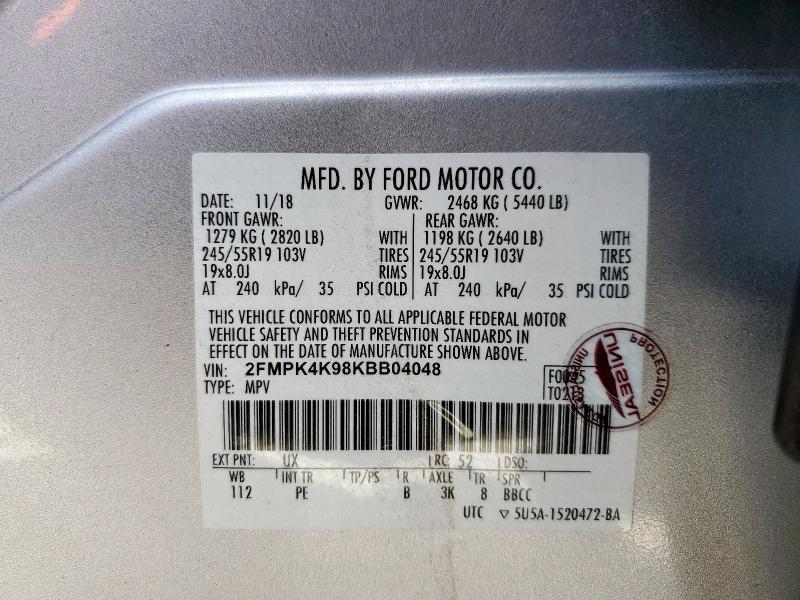 MFD. BY FORD MOTOR CO.
DATE: 11/18 GVWR: 2468 KG ( 5440 LB)
FRONT GAWR: REAR GAWR:
1279 KG ( 2820 LB) WITH 1198 KG ( 2640 LB) WITH
245/55R19 103V TIRES 245/55R19 103V TIRES
19x8.0J RIMS 19x8.0J RIMS
AT 240 kPa/ 35 PSI COLD AT 240 kPa/ 35 PSI COLD
THIS VEHICLE CONFORMS TO ALL APPLICABLE FEDERAL MOTOR
VEHICLE SAFETY AND THEFT PREVENTION STANDARDS IN
EFFECT ON THE DATE OF MANUFACTURE SHOWN ABOVE.
VIN: 2FMPK4K98KBB04048
TYPE: MPV
UNISEAL
PROTECTION
EXT PNT: UX RC: 52 DSO:
WB INT TR TP/PS R AXLE TR SPR
112 PE B 3K 8 BBCC
UTC ▽ 5U5A-1520472-BA